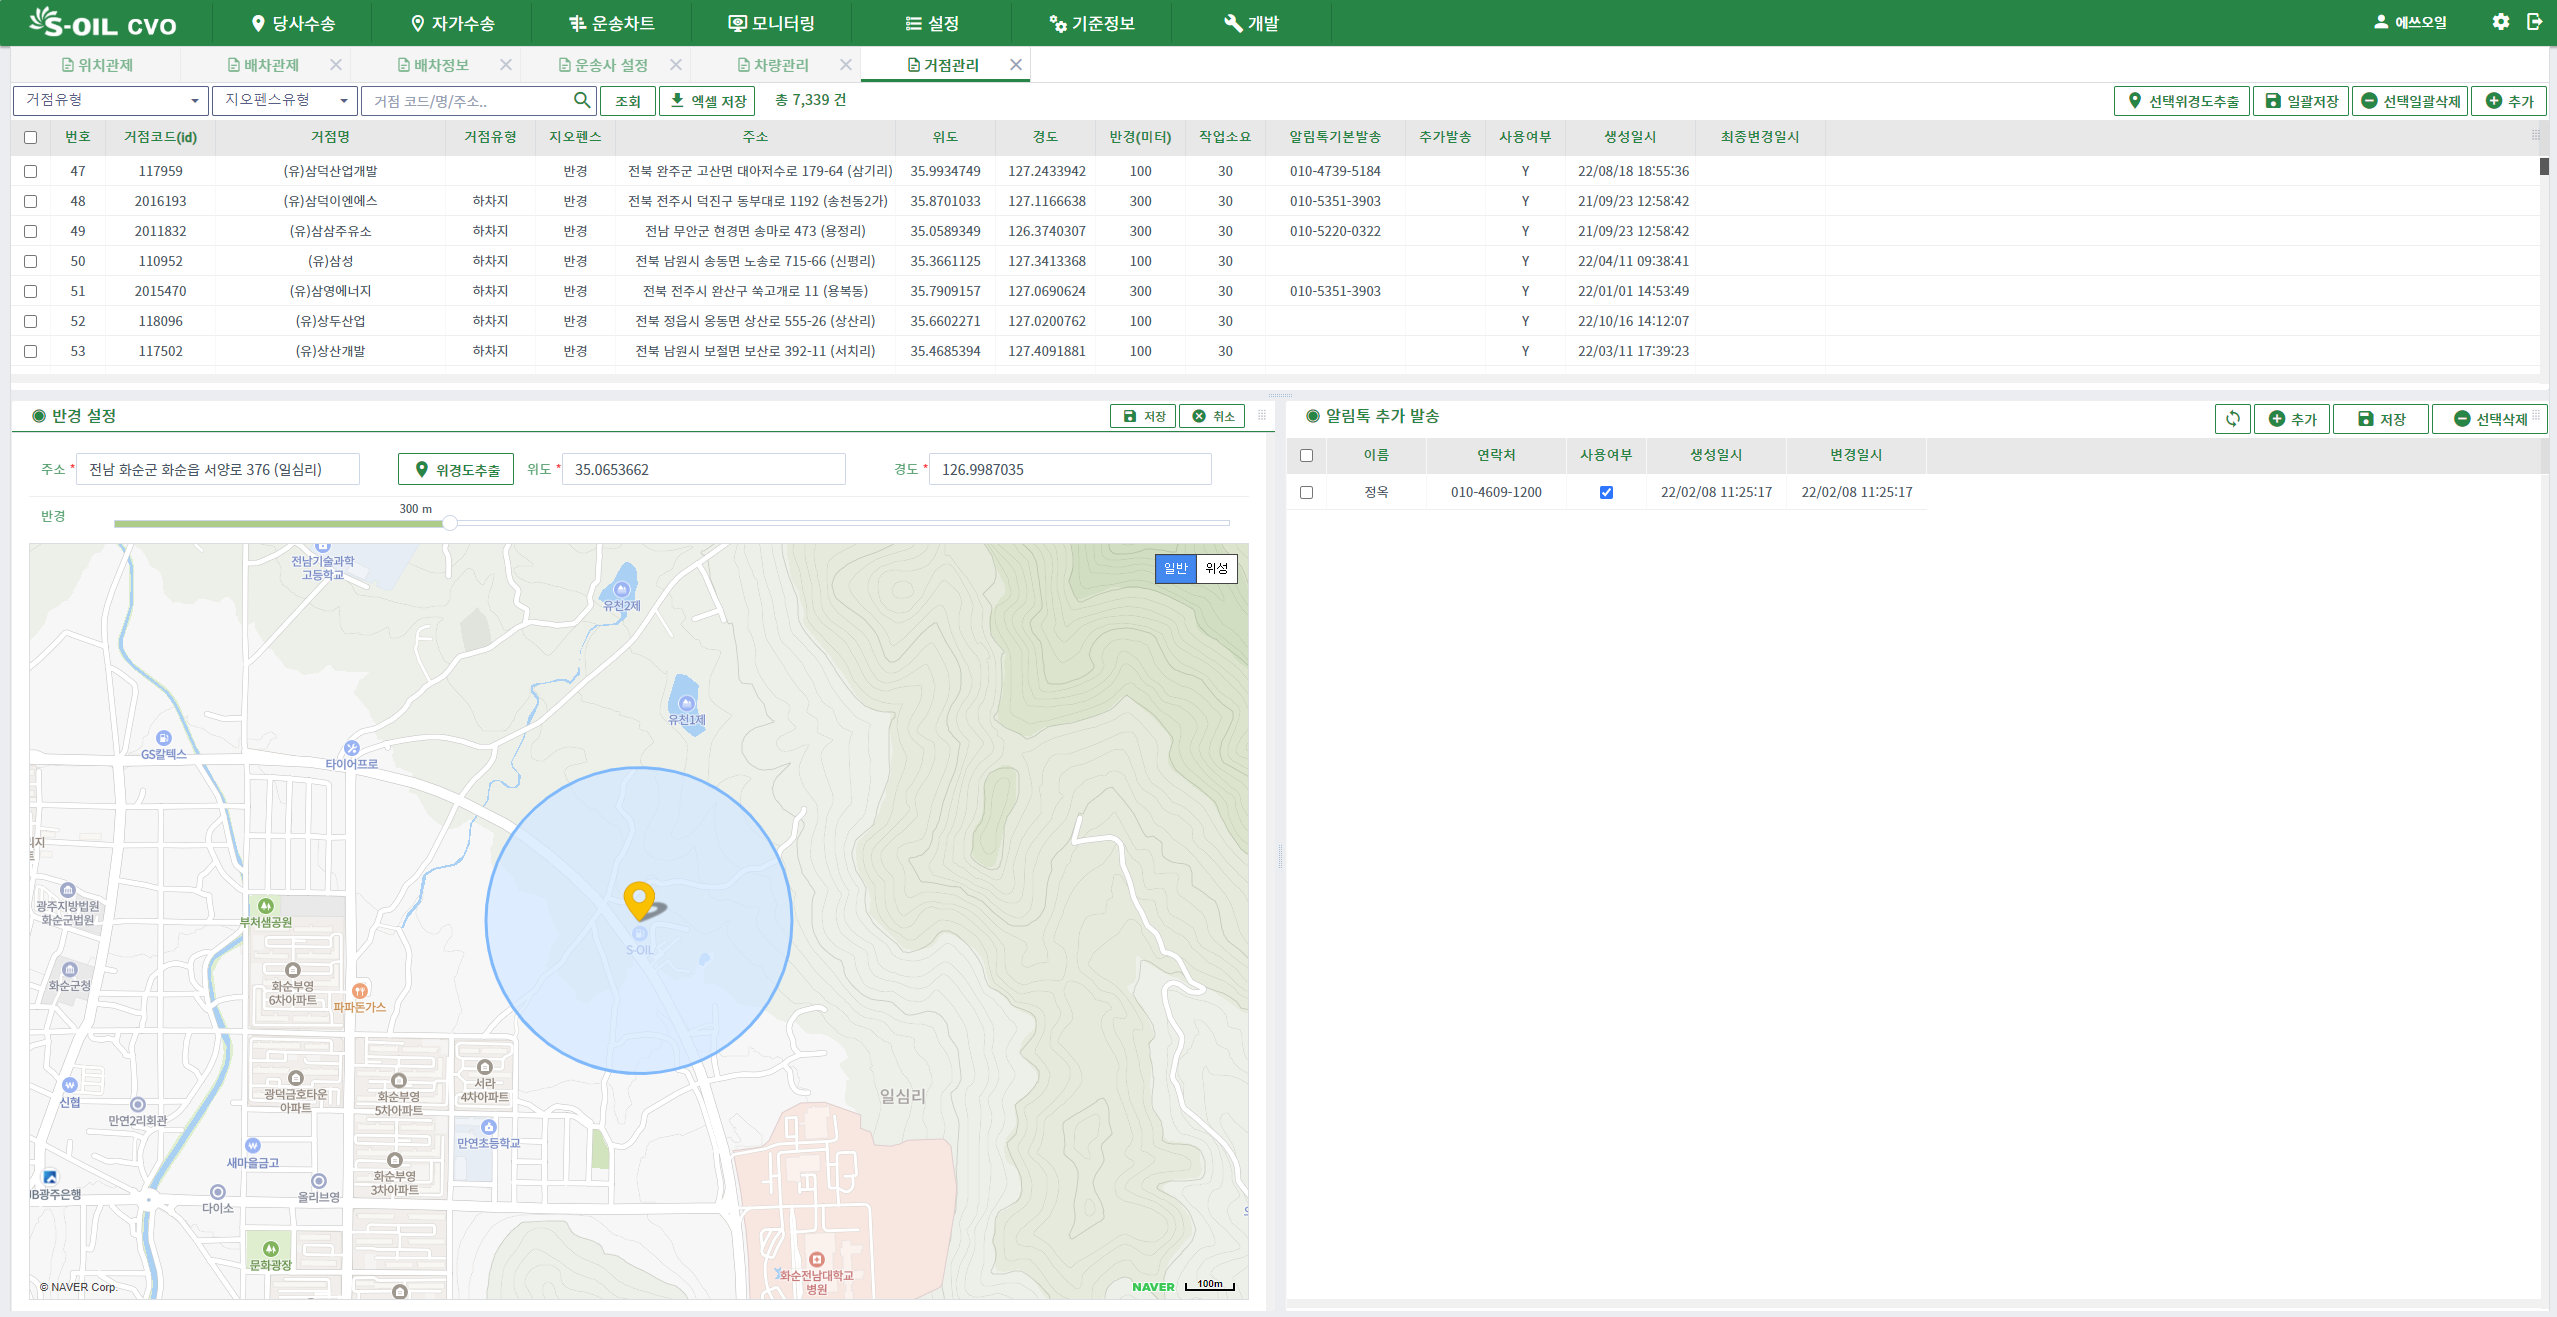 S-OIL CVO 당사수송 자가수송 운송차트 모니터링 설정 기준정보 개발 에쓰오일
위치관제 배차관제 배차정보 운송사 설정 차량관리 거점관리
거점유형 지오펜스유형 거점 코드/명/주소.. 조회 엑셀 저장 총 7,339 건 선택위경도추출 일괄저장 선택일괄삭제 추가
번호 거점코드(id) 거점명 거점유형 지오펜스 주소 위도 경도 반경(미터) 작업소요 알림톡기본발송 추가발송 사용여부 생성일시 최종변경일시
47 117959 (유)삼덕산업개발 반경 전북 완주군 고산면 대아저수로 179-64 (삼기리) 35.9934749 127.2433942 100 30 010-4739-5184 Y 22/08/18 18:55:36
48 2016193 (유)삼덕이엔에스 하차지 반경 전북 전주시 덕진구 동부대로 1192 (송천동2가) 35.8701033 127.1166638 300 30 010-5351-3903 Y 21/09/23 12:58:42
49 2011832 (유)삼삼주유소 하차지 반경 전남 무안군 현경면 송마로 473 (용정리) 35.0589349 126.3740307 300 30 010-5220-0322 Y 21/09/23 12:58:42
50 110952 (유)삼성 하차지 반경 전북 남원시 송동면 노송로 715-66 (신평리) 35.3661125 127.3413368 100 30 Y 22/04/11 09:38:41
51 2015470 (유)삼영에너지 하차지 반경 전북 전주시 완산구 쑥고개로 11 (용복동) 35.7909157 127.0690624 300 30 010-5351-3903 Y 22/01/01 14:53:49
52 118096 (유)상두산업 하차지 반경 전북 정읍시 옹동면 상산로 555-26 (상산리) 35.6602271 127.0200762 100 30 Y 22/10/16 14:12:07
53 117502 (유)상산개발 하차지 반경 전북 남원시 보절면 보산로 392-11 (서치리) 35.4685394 127.4091881 100 30 Y 22/03/11 17:39:23
반경 설정 저장 취소
주소 * 전남 화순군 화순읍 서양로 376 (일심리) 위경도추출 위도 * 35.0653662 경도 * 126.9987035
반경 300 m
일반 위성
전남기술과학
고등학교
유천2제
유천1제
GS칼텍스
타이어프로
광주지방법원
화순군법원
부처샘공원
S-OIL
화순군청
화순부영
6차아파트
파파돈가스
신협
만연2리회관
광덕금호타운
아파트
화순부영
5차아파트
서라
4차아파트
일심리
만연초등학교
새마을금고
화순부영
3차아파트
JB광주은행
다이소
올리브영
문화광장
화순전남대학교
병원
© NAVER Corp.
NAVER 100m
알림톡 추가 발송 추가 저장 선택삭제
이름 연락처 사용여부 생성일시 변경일시
정옥 010-4609-1200 22/02/08 11:25:17 22/02/08 11:25:17